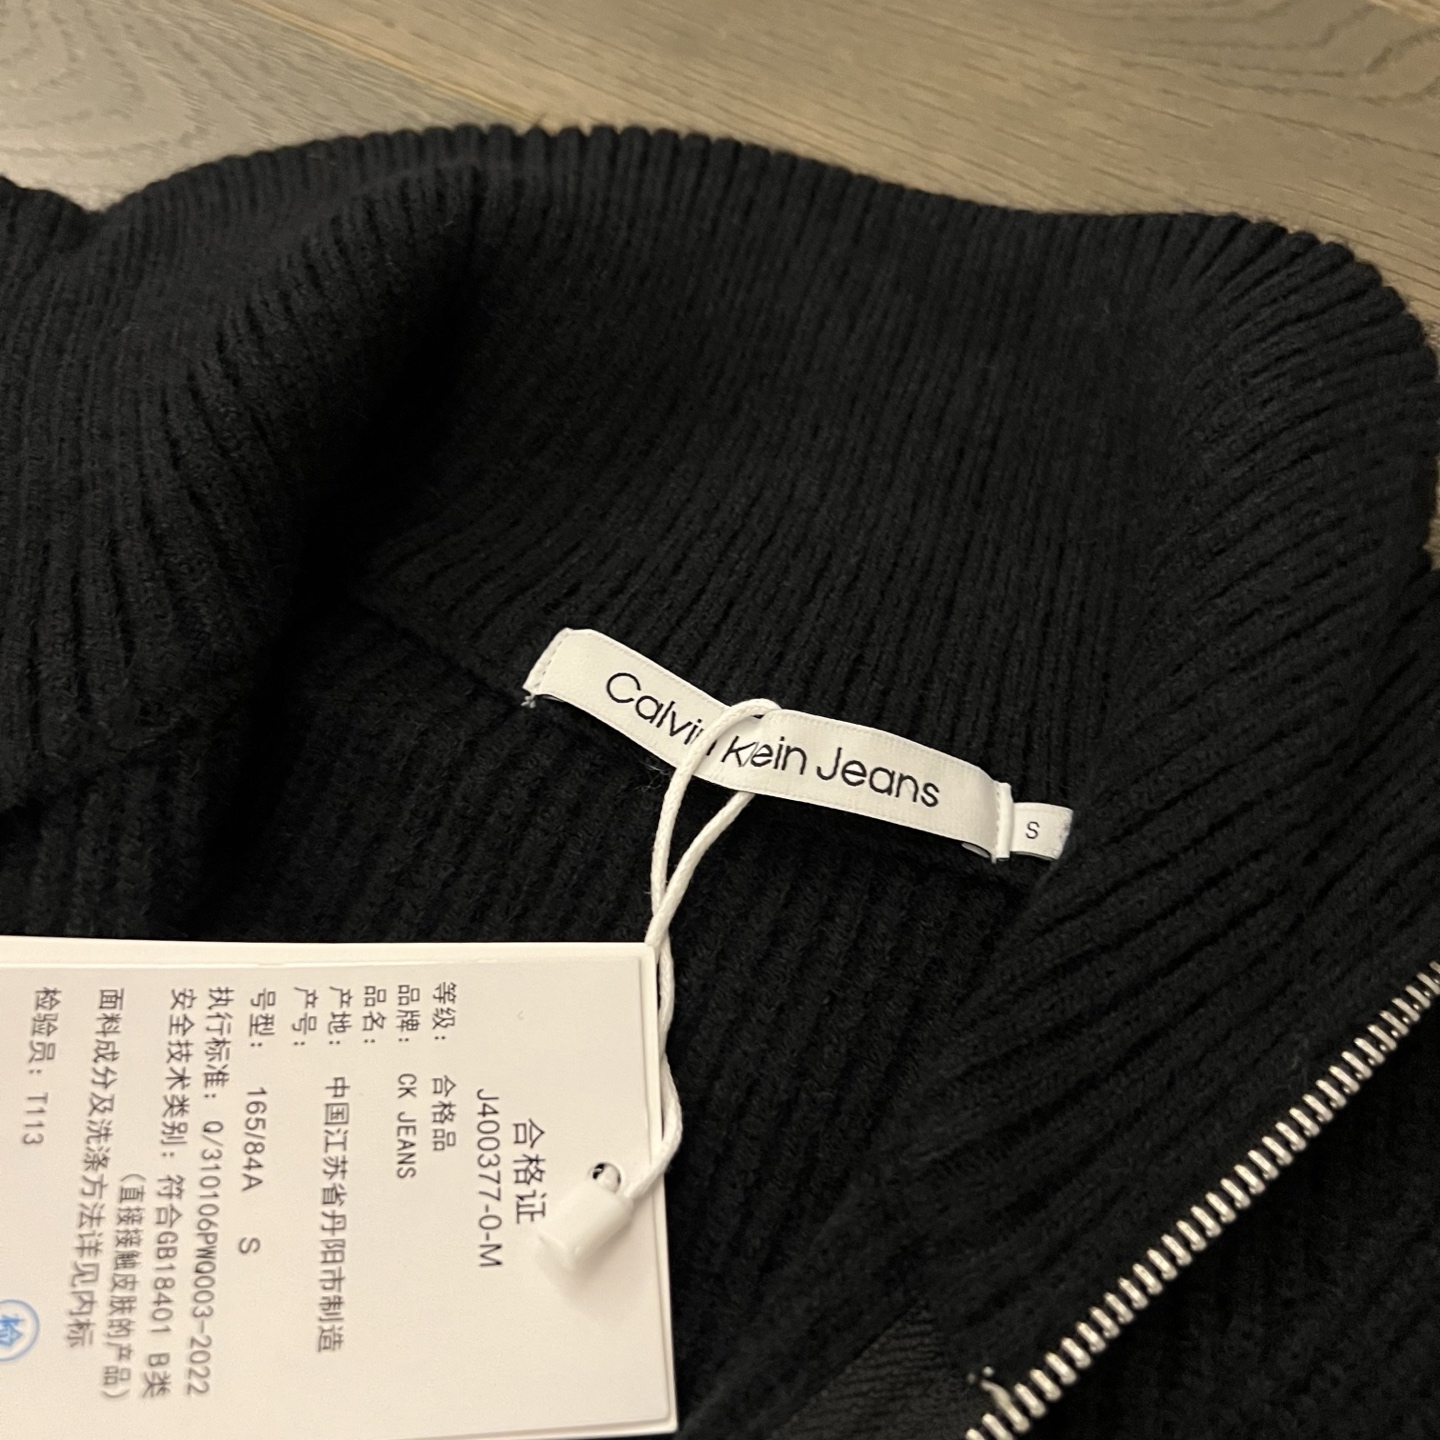 Calvin Klein Jeans
S
合格证
J400377-0-M
等级: 合格品
品牌: CK JEANS
品名:
产地: 中国江苏省丹阳市制造
产号:
号型: 165/84A S
执行标准: Q/310106PWQ003-2022
安全技术类别: 符合GB18401 B类
(直接接触皮肤的产品)
面料成分及洗涤方法详见内标
检验员: T113
检